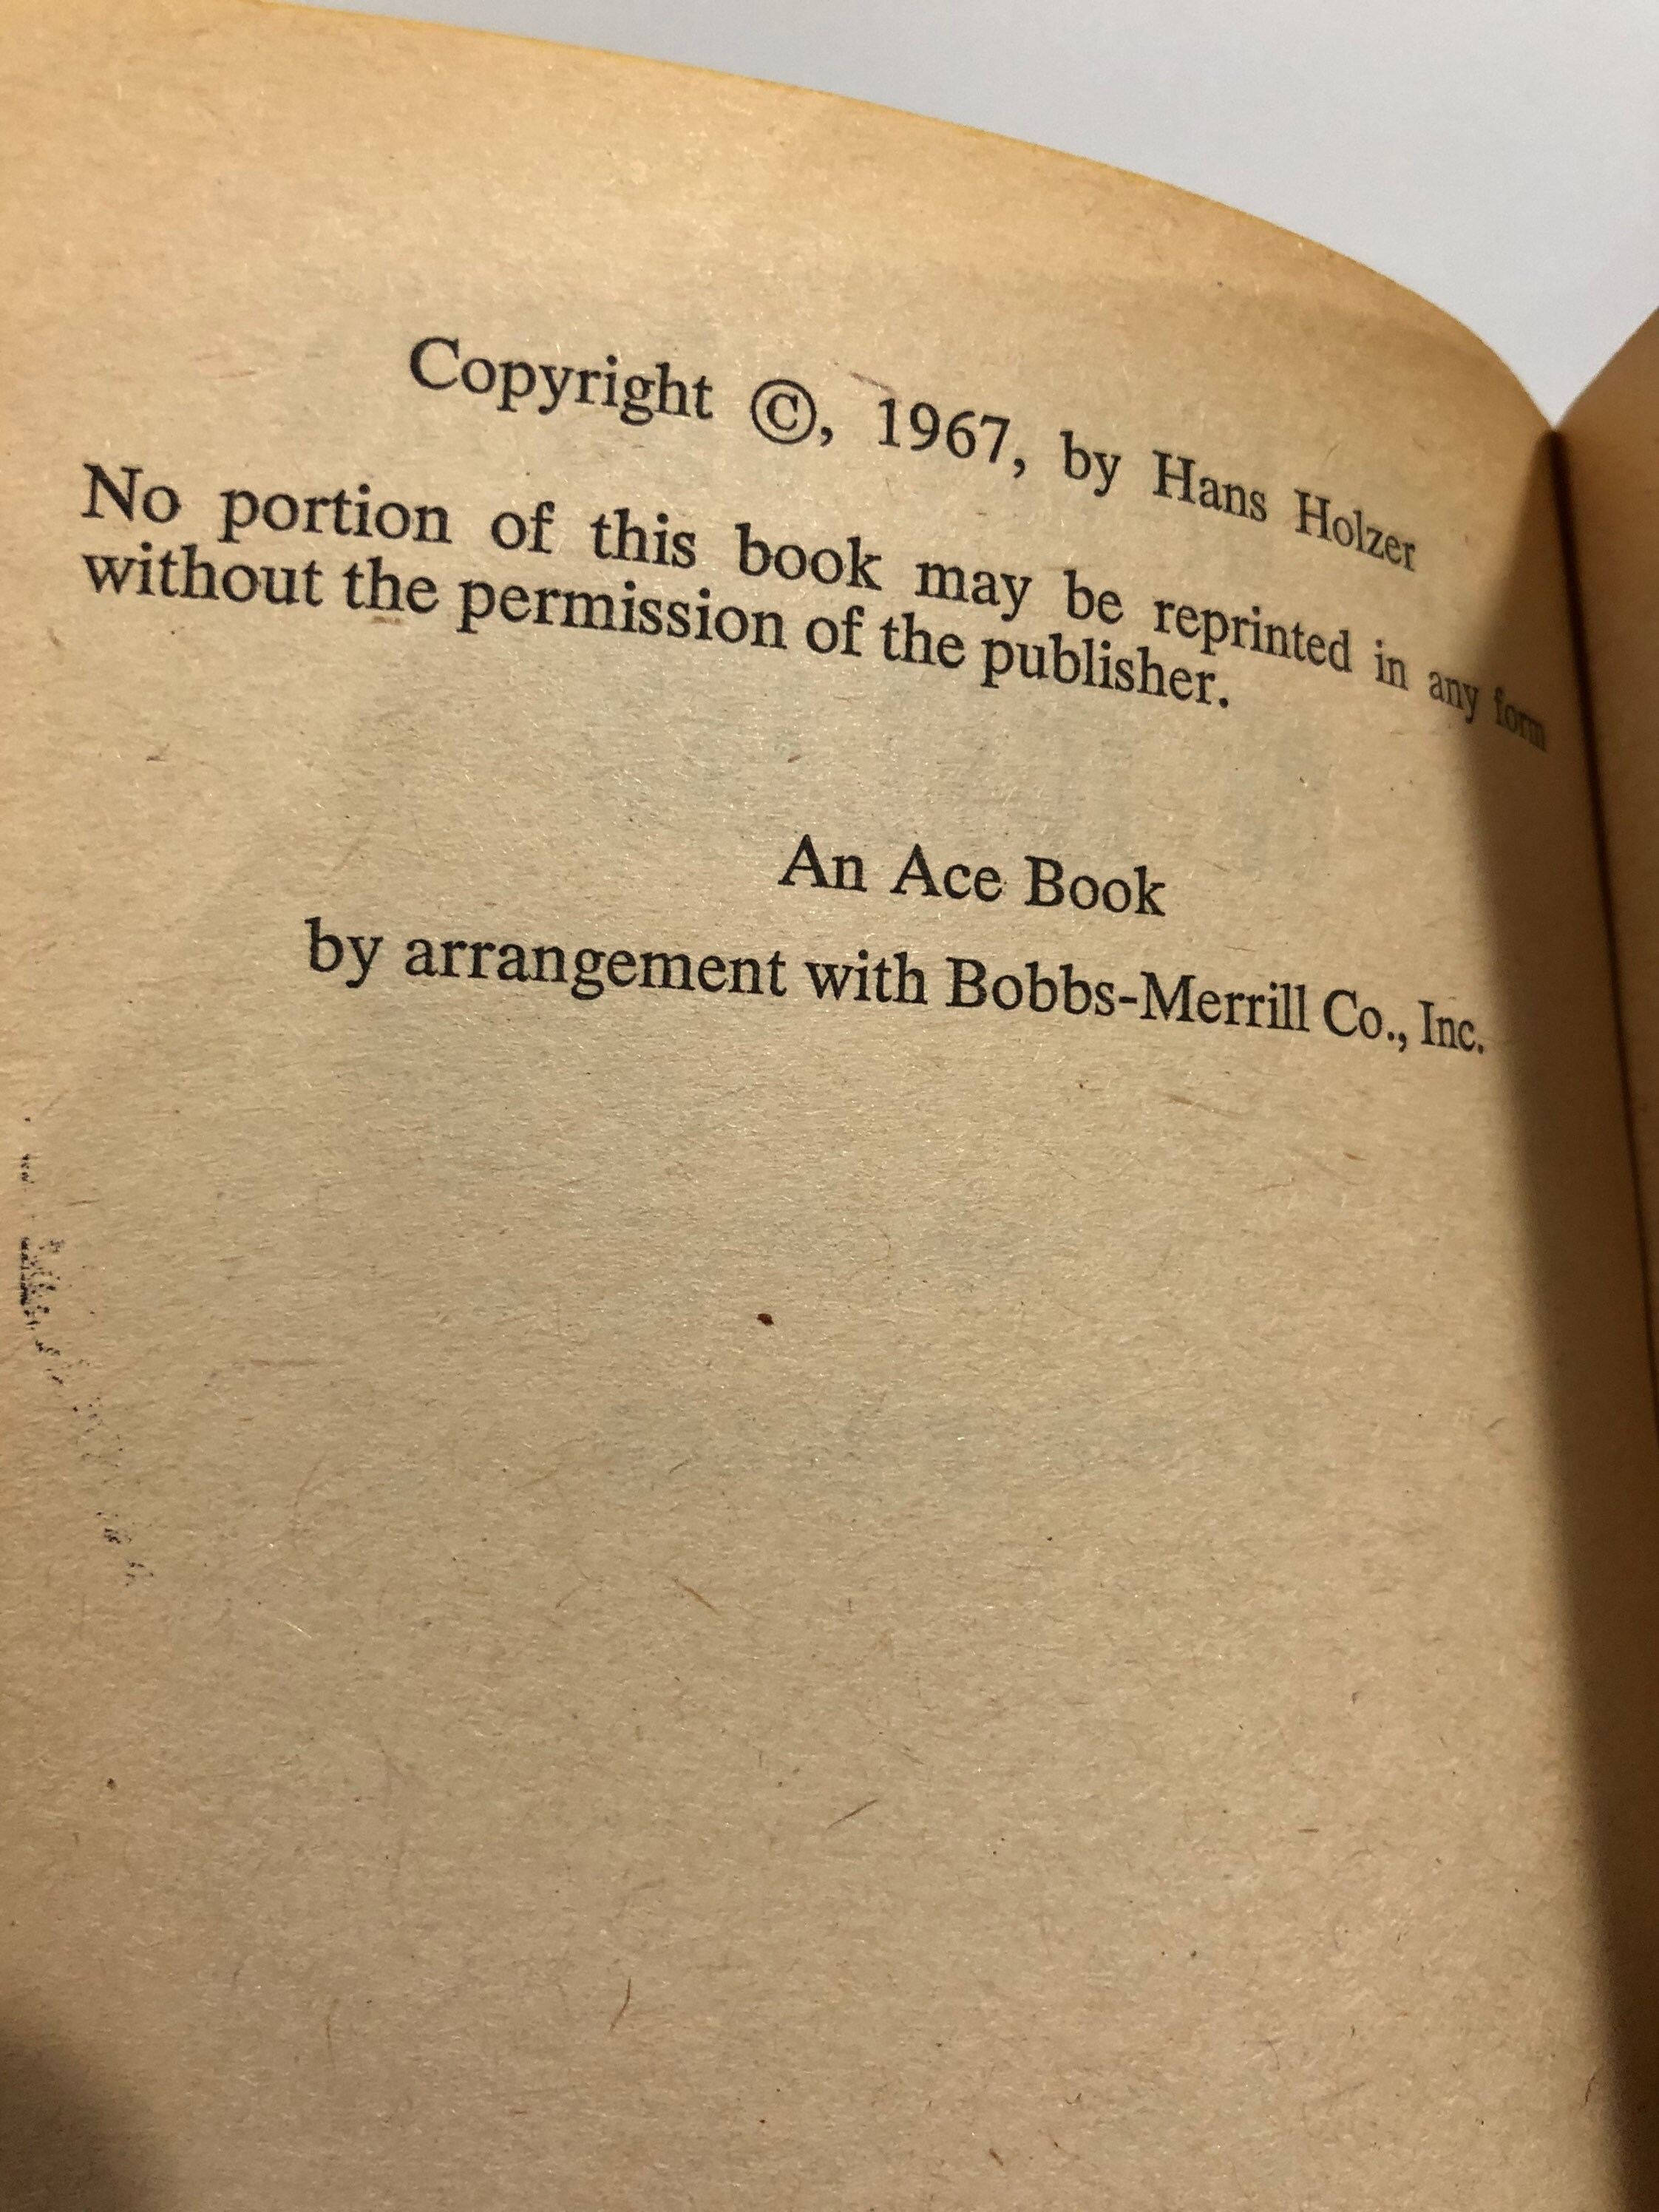 Copyright ©, 1967, by Hans Holzer
No portion of this book may be reprinted in any form
without the permission of the publisher.
An Ace Book
by arrangement with Bobbs-Merrill Co., Inc.